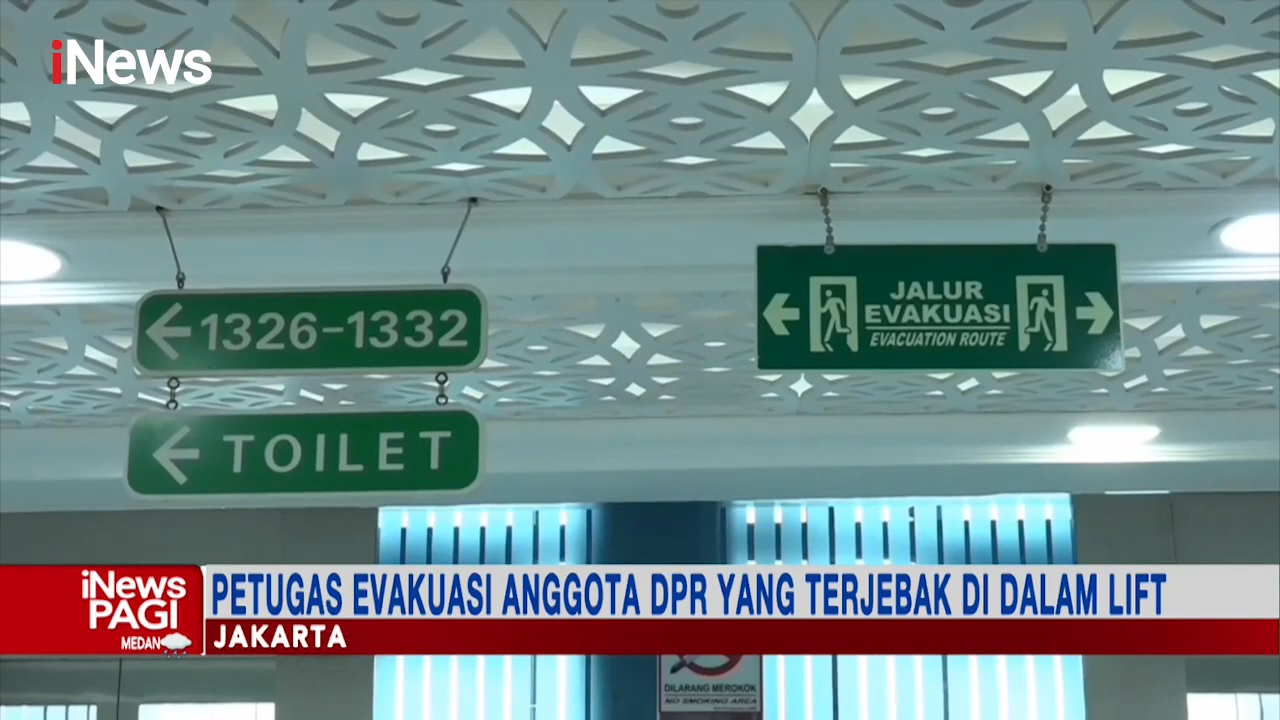 iNews
1326-1332
TOILET
JALUR
EVAKUASI
EVACUATION ROUTE
iNews
PAGI
MEDAN
PETUGAS EVAKUASI ANGGOTA DPR YANG TERJEBAK DI DALAM LIFT
JAKARTA
DILARANG MEROKOK
NO SMOKING AREA